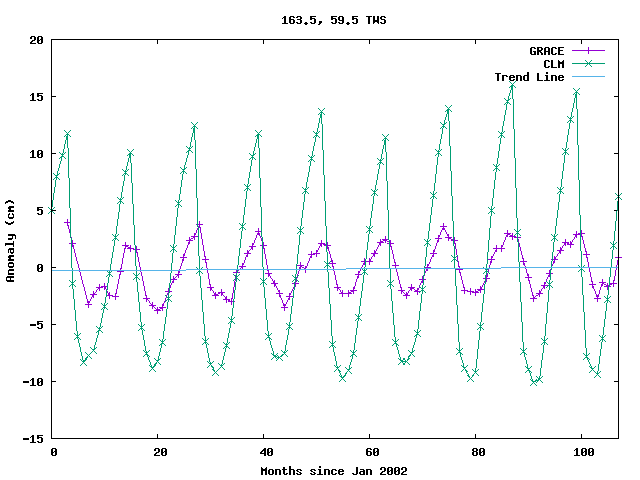 163.5, 59.5 TWS
GRACE
CLM
Trend Line
20
15
10
5
0
-5
-10
-15
Anomaly (cm)
0 20 40 60 80 100
Months since Jan 2002